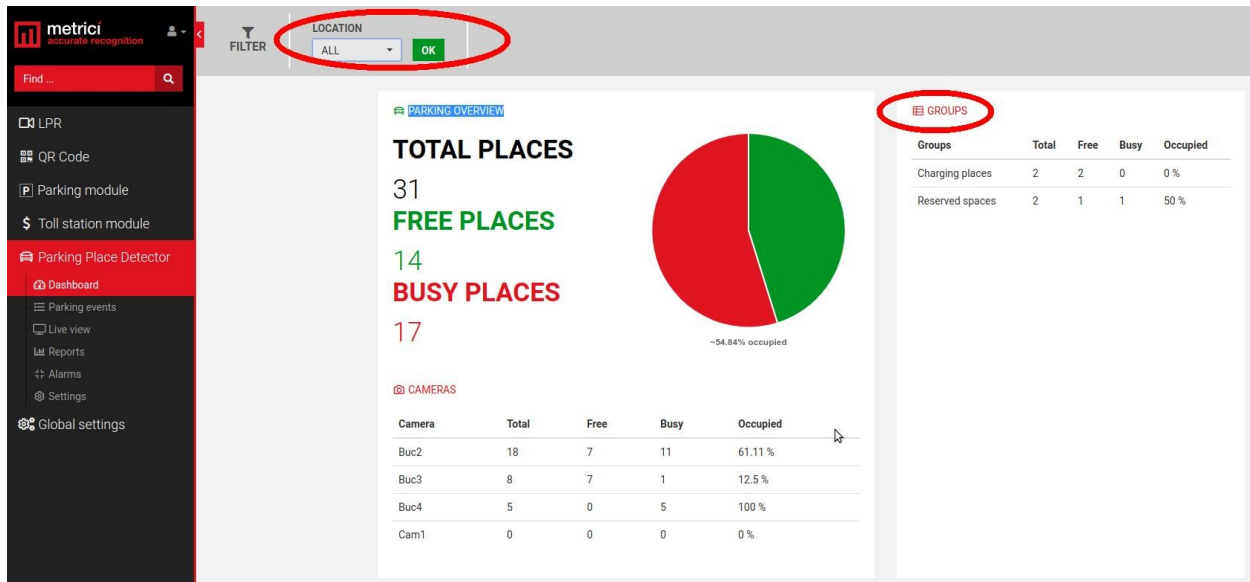 metrici
accurate recognition
Find ...
LPR
QR Code
P Parking module
$ Toll station module
Parking Place Detector
Dashboard
Parking events
Live view
Reports
Alarms
Settings
Global settings
FILTER
LOCATION
ALL
OK
PARKING OVERVIEW
TOTAL PLACES
31
FREE PLACES
14
BUSY PLACES
17
~54.84% occupied
CAMERAS
Camera Total Free Busy Occupied
Buc2 18 7 11 61.11 %
Buc3 8 7 1 12.5 %
Buc4 5 0 5 100 %
Cam1 0 0 0 0 %
GROUPS
Groups Total Free Busy Occupied
Charging places 2 2 0 0 %
Reserved spaces 2 1 1 50 %